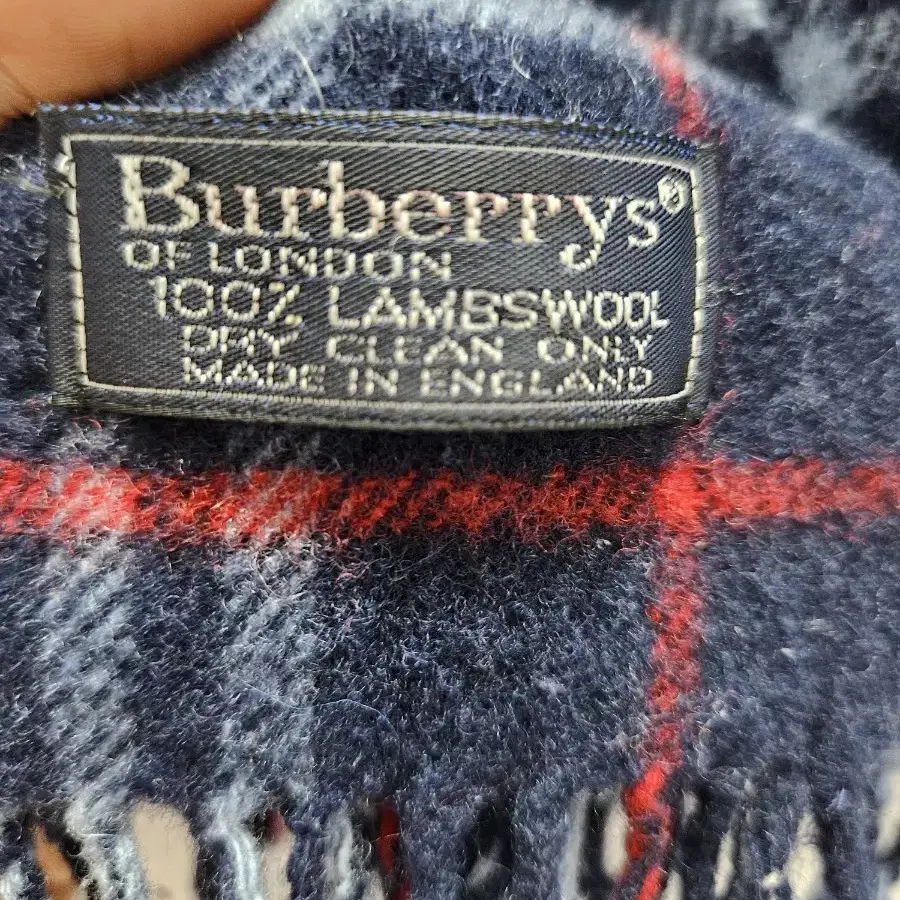 Burberrys®
OF LONDON
100% LAMBSWOOL
DRY CLEAN ONLY
MADE IN ENGLAND